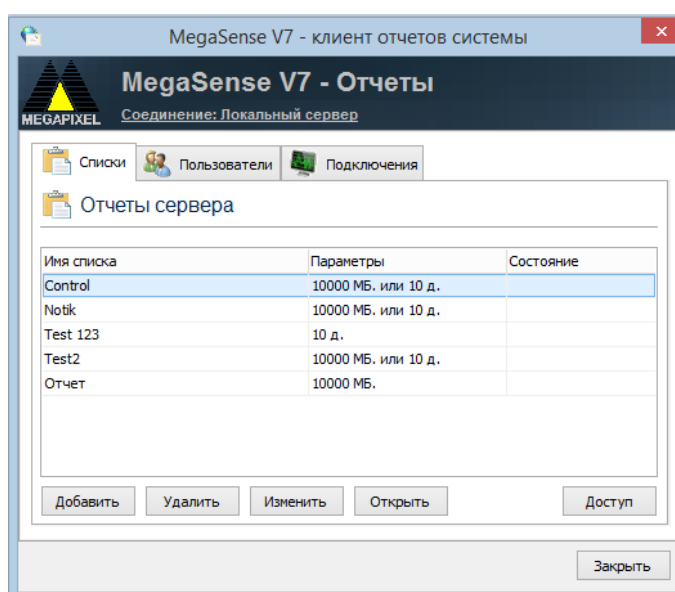 MegaSense V7 - клиент отчетов системы
MegaSense V7 - Отчеты
MEGAPIXEL
Соединение: Локальный сервер
Списки Пользователи Подключения
Отчеты сервера
Имя списка Параметры Состояние
Control 10000 МБ. или 10 д.
Notik 10000 МБ. или 10 д.
Test 123 10 д.
Test2 10000 МБ. или 10 д.
Отчет 10000 МБ.
Добавить Удалить Изменить Открыть Доступ
Закрыть